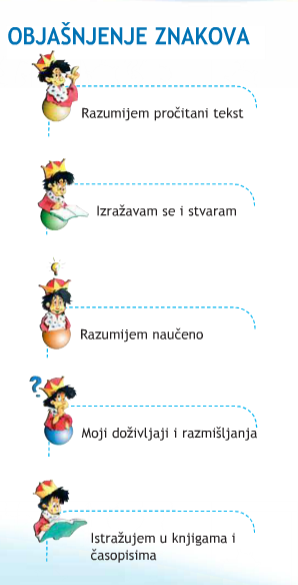 OBJAŠNJENJE ZNAKOVA
Razumijem pročitani tekst
Izražavam se i stvaram
Razumijem naučeno
?
Moji doživljaji i razmišljanja
Istražujem u knjigama i
časopisima